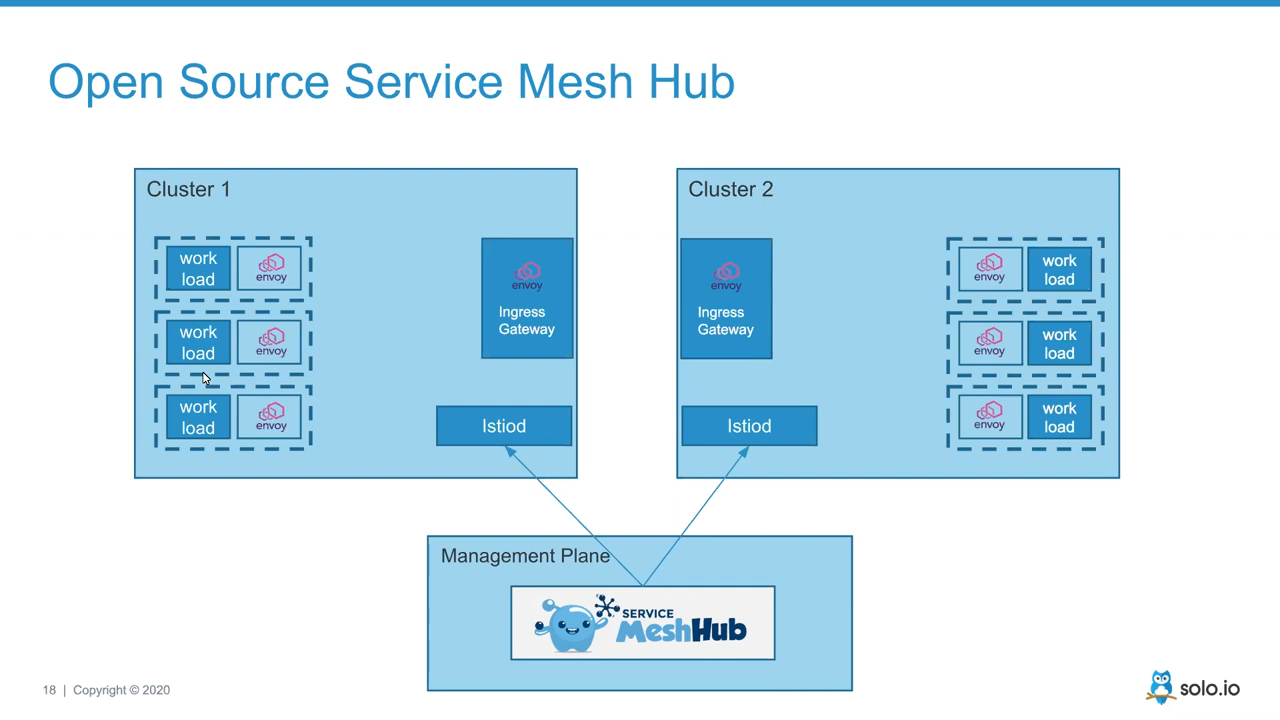 Open Source Service Mesh Hub
Cluster 1
work
load
envoy
work
load
envoy
work
load
envoy
envoy
Ingress
Gateway
Istiod
Cluster 2
envoy
Ingress
Gateway
Istiod
envoy
work
load
envoy
work
load
envoy
work
load
Management Plane
SERVICE
MeshHub
18 | Copyright © 2020
solo.io